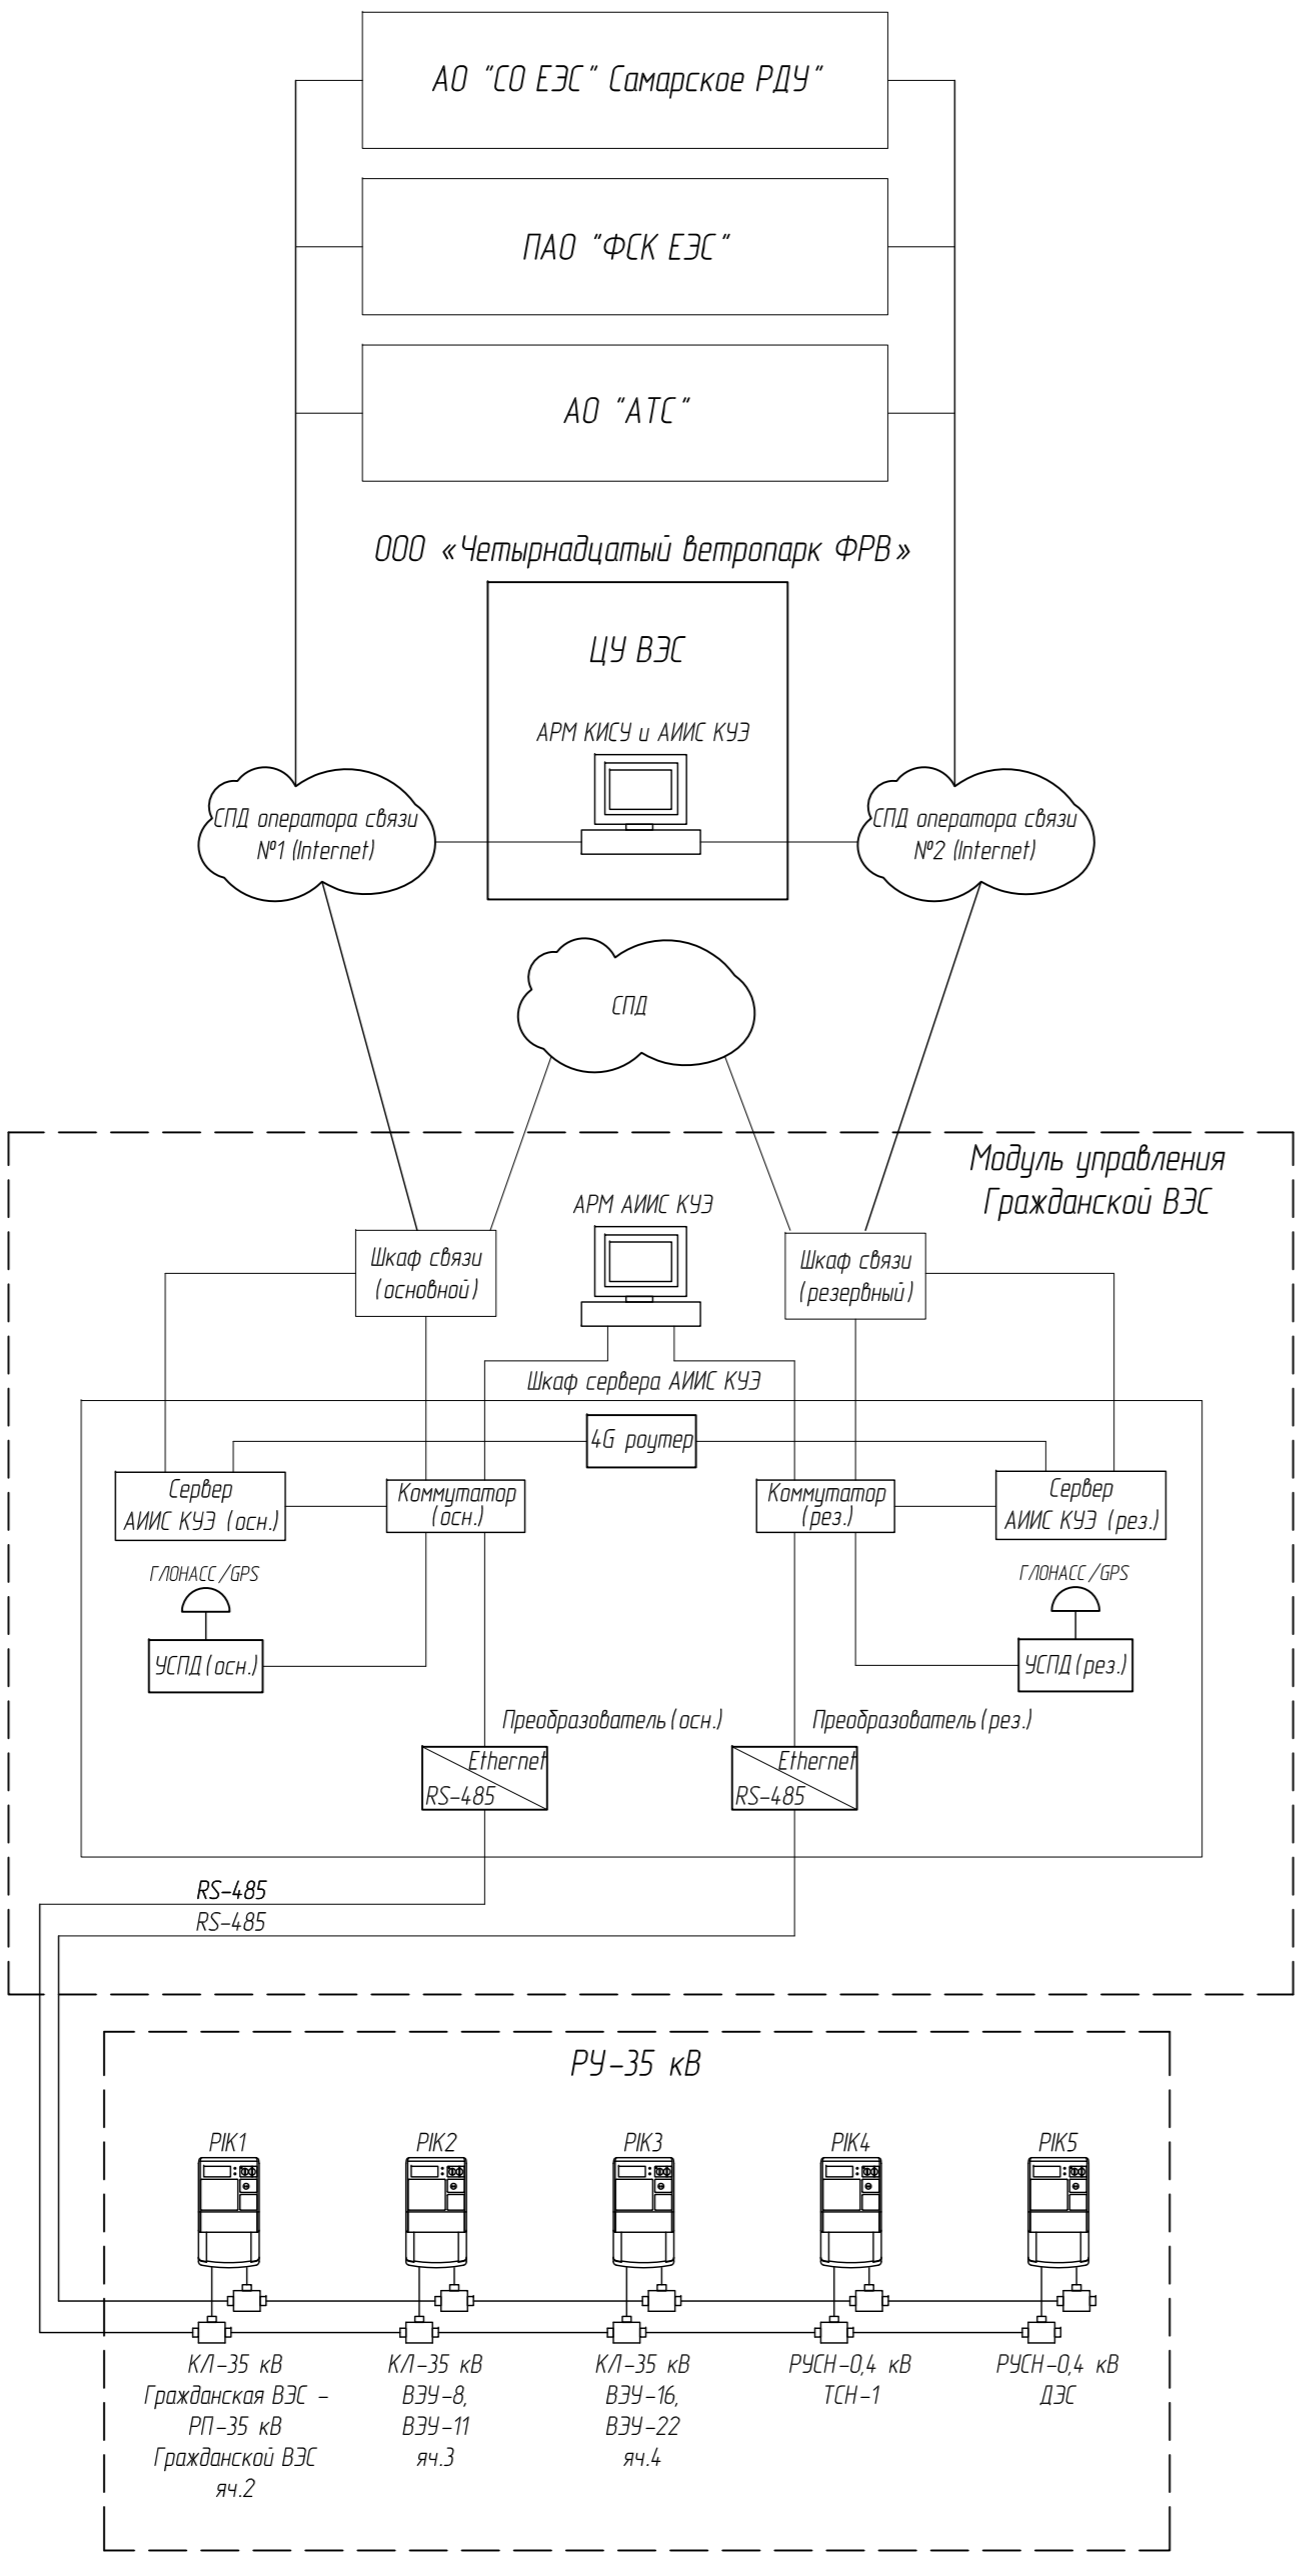 АО "СО ЕЭС" Самарское РДУ"
ПАО "ФСК ЕЭС"
АО "АТС"
ООО «Четырнадцатый ветропарк ФРВ»
ЦУ ВЭС
АРМ КИСУ и АИИС КУЭ
СПД оператора связи
№1 (Internet)
СПД оператора связи
№2 (Internet)
СПД
Модуль управления
Гражданской ВЭС
АРМ АИИС КУЭ
Шкаф связи
(основной)
Шкаф связи
(резервный)
Шкаф сервера АИИС КУЭ
4G роутер
Сервер
АИИС КУЭ (осн.)
Коммутатор
(осн.)
Коммутатор
(рез.)
Сервер
АИИС КУЭ (рез.)
ГЛОНАСС/GPS
ГЛОНАСС/GPS
УСПД(осн.)
УСПД(рез.)
Преобразователь(осн.)
Преобразователь(рез.)
Ethernet
RS-485
Ethernet
RS-485
RS-485
RS-485
РУ-35 кВ
PIK1
PIK2
PIK3
PIK4
PIK5
КЛ-35 кВ
Гражданская ВЭС -
РП-35 кВ
Гражданской ВЭС
яч.2
КЛ-35 кВ
ВЭУ-8,
ВЭУ-11
яч.3
КЛ-35 кВ
ВЭУ-16,
ВЭУ-22
яч.4
РУСН-0,4 кВ
ТСН-1
РУСН-0,4 кВ
ДЭС